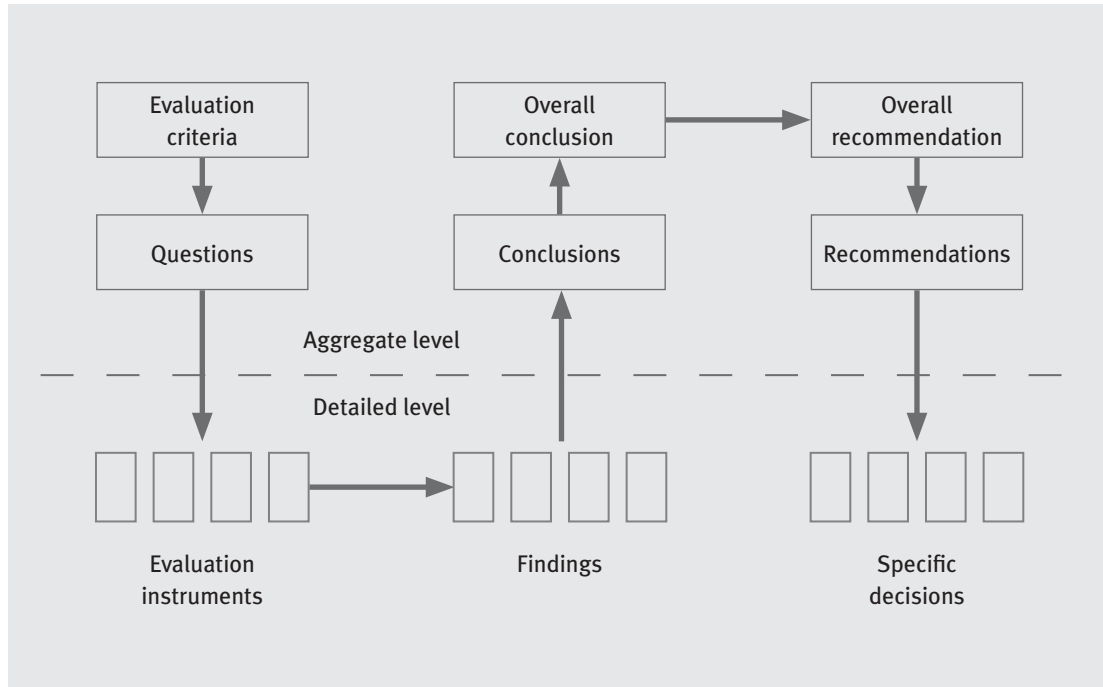 Evaluation
criteria
Overall
conclusion
Overall
recommendation
Questions
Conclusions
Recommendations
Aggregate level
Detailed level
Evaluation
instruments
Findings
Specific
decisions